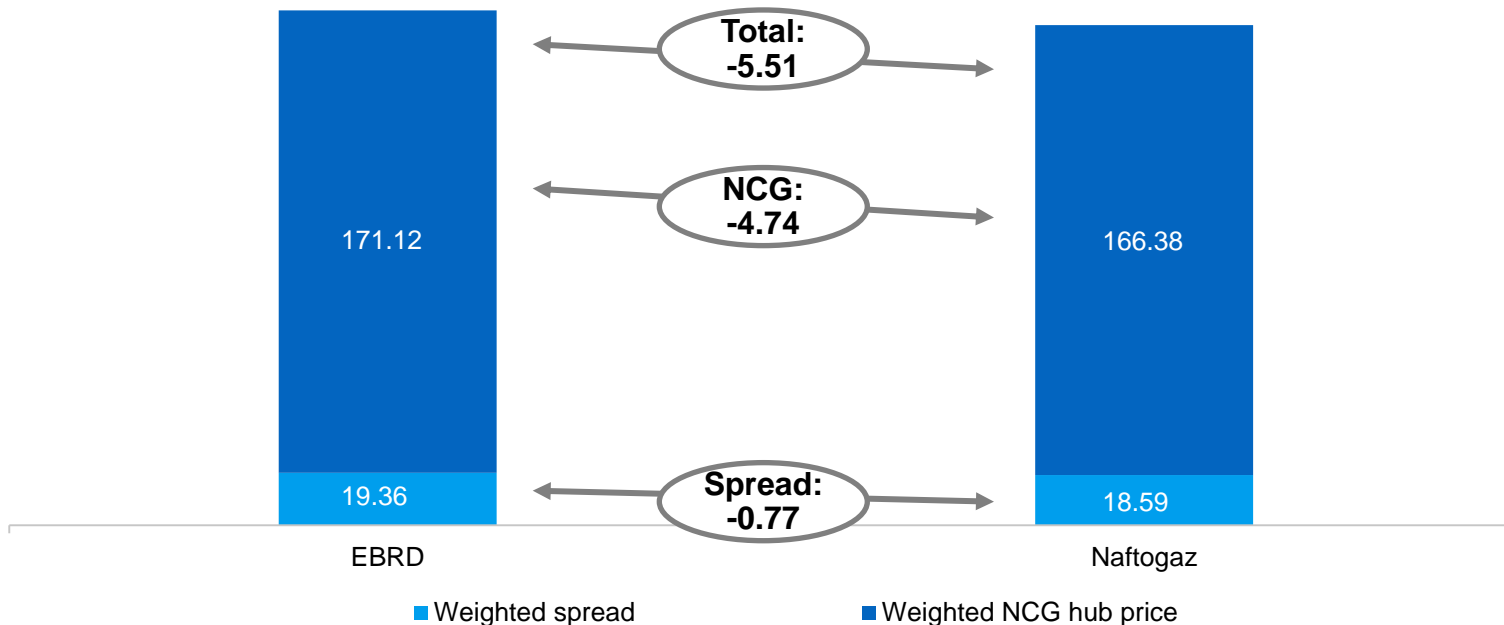 Total:
-5.51
NCG:
-4.74
171.12
166.38
Spread:
-0.77
19.36
18.59
EBRD
Naftogaz
Weighted spread
Weighted NCG hub price